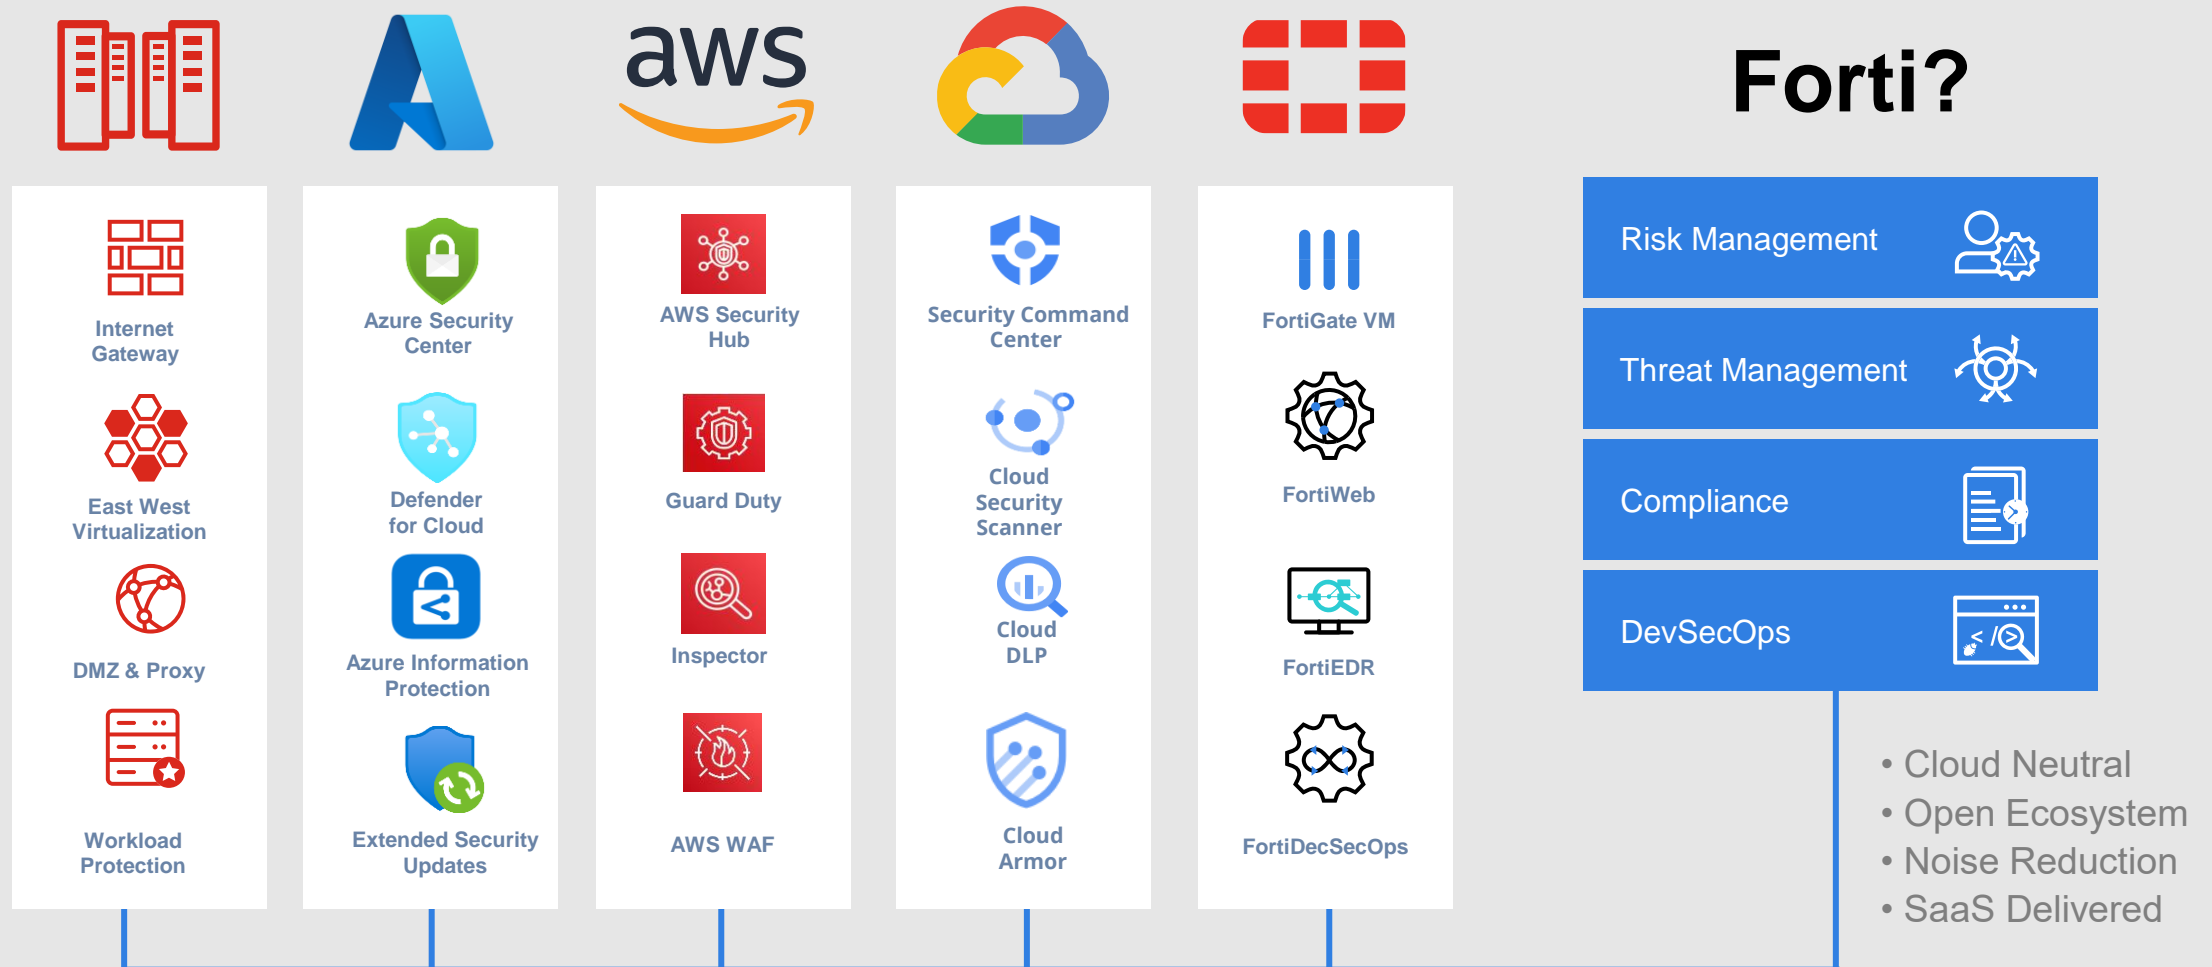 aws
Forti?
Internet
Gateway
East West
Virtualization
DMZ & Proxy
Workload
Protection
Azure Security
Center
Defender
for Cloud
Azure Information
Protection
Extended Security
Updates
AWS Security
Hub
Guard Duty
Inspector
AWS WAF
Security Command
Center
Cloud
Security
Scanner
Cloud
DLP
Cloud
Armor
FortiGate VM
FortiWeb
FortiEDR
FortiDecSecOps
Risk Management
Threat Management
Compliance
DevSecOps
• Cloud Neutral
• Open Ecosystem
• Noise Reduction
• SaaS Delivered